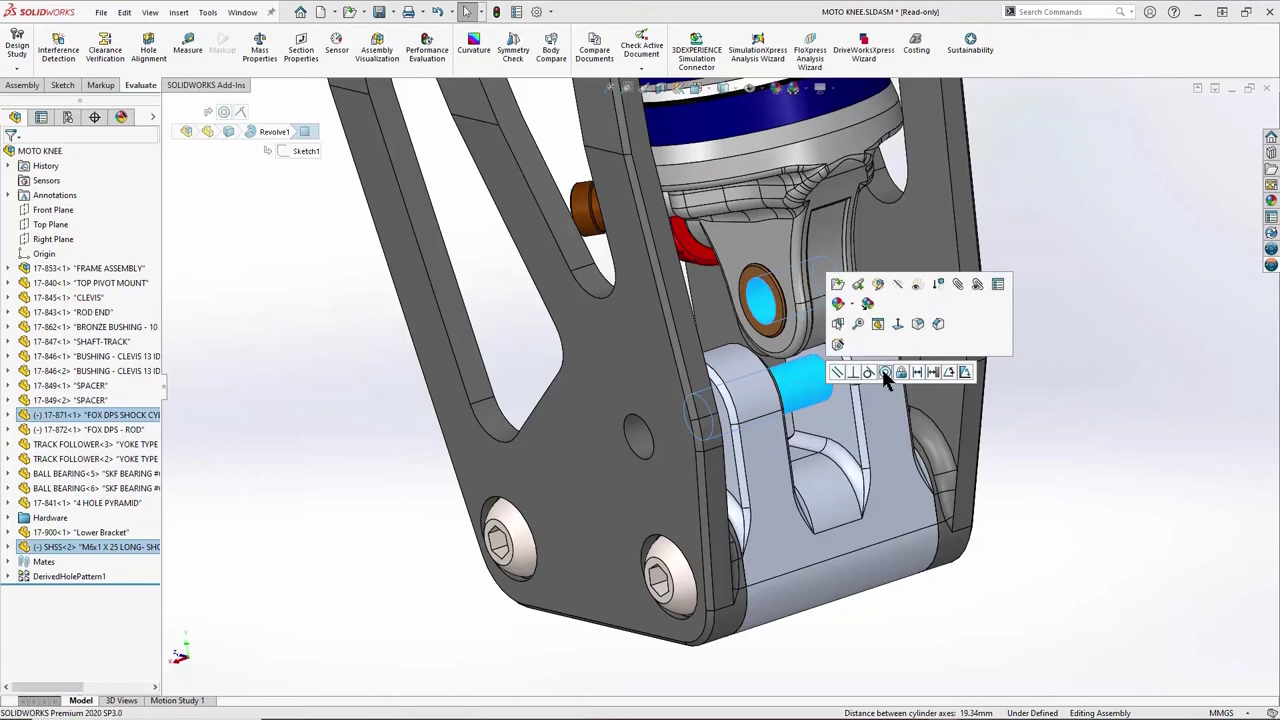 SOLIDWORKS
File
Edit
View
Insert
Tools
Window
MOTO KNEE.SLDASM * [Read-only]
Search Commands
Design Study
Interference Detection
Clearance Verification
Hole Alignment
Measure
Markup
Mass Properties
Section Properties
Sensor
Assembly Visualization
Performance Evaluation
Curvature
Symmetry Check
Body Compare
Compare Documents
Check Active Document
3DEXPERIENCE Simulation Connector
SimulationXpress Analysis Wizard
FloXpress Analysis Wizard
DriveWorksXpress Wizard
Costing
Sustainability
Assembly
Sketch
Markup
Evaluate
SOLIDWORKS Add-Ins
Revolve1
Sketch1
MOTO KNEE
History
Sensors
Annotations
Front Plane
Top Plane
Right Plane
Origin
17-853<1> "FRAME ASSEMBLY"
17-840<1> "TOP PIVOT MOUNT"
17-845<1> "CLEVIS"
17-843<1> "ROD END"
17-862<1> "BRONZE BUSHING - 10
17-847<1> "SHAFT-TRACK"
17-846<1> "BUSHING - CLEVIS 13 ID
17-846<2> "BUSHING - CLEVIS 13 ID
17-849<1> "SPACER"
17-849<2> "SPACER"
(-) 17-871<1> "FOX DPS SHOCK CYL
(-) 17-872<1> "FOX DPS - ROD"
TRACK FOLLOWER<3> "YOKE TYPE
TRACK FOLLOWER<2> "YOKE TYPE
BALL BEARING<5> "SKF BEARING #
BALL BEARING<6> "SKF BEARING #
17-841<1> "4 HOLE PYRAMID"
Hardware
17-900<1> "Lower Bracket"
(-) SHSS<2> "M6x1 X 25 LONG- SHO
Mates
DerivedHolePattern1
Model
3D Views
Motion Study 1
SOLIDWORKS Premium 2020 SP3.0
Distance between cylinder axes: 19.34mm
Under Defined
Editing Assembly
MMGS